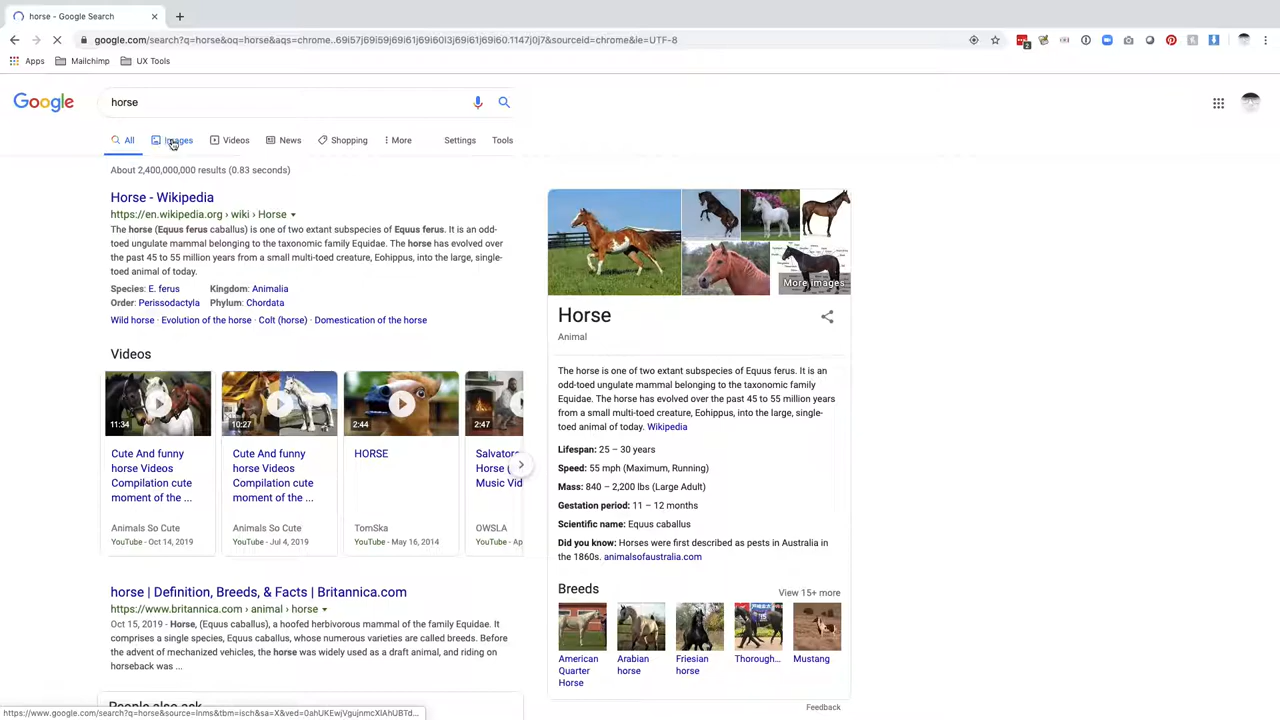 horse - Google Search
google.com/search?q=horse&oq=horse&aqs=chrome..69i57j69i59j69i61j69i60l3j69i61j69i60.1147j0j7&sourceid=chrome&ie=UTF-8
Apps Mailchimp UX Tools
Google
horse
All Images Videos News Shopping More Settings Tools
About 2,400,000,000 results (0.83 seconds)
Horse - Wikipedia
https://en.wikipedia.org › wiki › Horse
The horse (Equus ferus caballus) is one of two extant subspecies of Equus ferus. It is an odd-
toed ungulate mammal belonging to the taxonomic family Equidae. The horse has evolved over
the past 45 to 55 million years from a small multi-toed creature, Eohippus, into the large, single-
toed animal of today.
Species: E. ferus Kingdom: Animalia
Order: Perissodactyla Phylum: Chordata
Wild horse · Evolution of the horse · Colt (horse) · Domestication of the horse
Videos
11:34
10:27
2:44
2:47
Cute And funny
horse Videos
Compilation cute
moment of the ...
Animals So Cute
YouTube - Oct 14, 2019
Cute And funny
horse Videos
Compilation cute
moment of the ...
Animals So Cute
YouTube - Jul 4, 2019
HORSE
TomSka
YouTube - May 16, 2014
Salvatore
Horse (
Music Vid
OWSLA
YouTube - Ap
horse | Definition, Breeds, & Facts | Britannica.com
https://www.britannica.com › animal › horse
Oct 15, 2019 - Horse, (Equus caballus), a hoofed herbivorous mammal of the family Equidae. It
comprises a single species, Equus caballus, whose numerous varieties are called breeds. Before
the advent of mechanized vehicles, the horse was widely used as a draft animal, and riding on
horseback was ...
People also ask
More images
Horse
Animal
The horse is one of two extant subspecies of Equus ferus. It is an
odd-toed ungulate mammal belonging to the taxonomic family
Equidae. The horse has evolved over the past 45 to 55 million years
from a small multi-toed creature, Eohippus, into the large, single-
toed animal of today. Wikipedia
Lifespan: 25 – 30 years
Speed: 55 mph (Maximum, Running)
Mass: 840 – 2,200 lbs (Large Adult)
Gestation period: 11 – 12 months
Scientific name: Equus caballus
Did you know: Horses were first described as pests in Australia in
the 1860s. animalsofaustralia.com
Breeds View 15+ more
American
Quarter
Horse
Arabian
horse
Friesian
horse
Thorough...
Mustang
Feedback